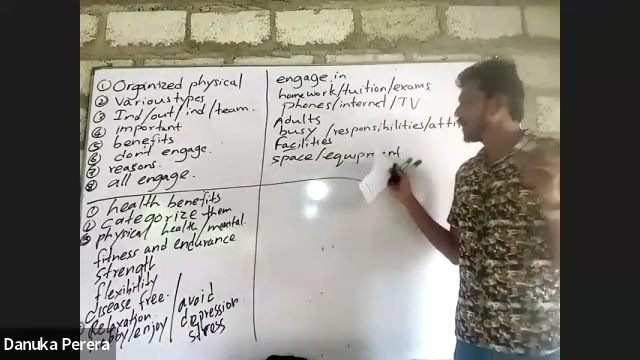 ① Organized physical
② Various types
③ Ind/out/ind/team.
④ important
⑤ benefits
⑥ don't engage.
⑦ reasons.
⑧ all engage.
engage in
homework/tuition/exams
phones/internet/TV
Adults
busy/responsibilities/atti
Facilities
space/equipment
① health benefits
② categorize them
③ physical health/mental.
fitness and endurance
strength
flexibility
disease free.
Relaxation
enjoy
avoid
depression
stress
Danuka Perera